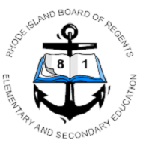 RHODE ISLAND BOARD OF REGENTS
8 1
ELEMENTARY AND SECONDARY EDUCATION